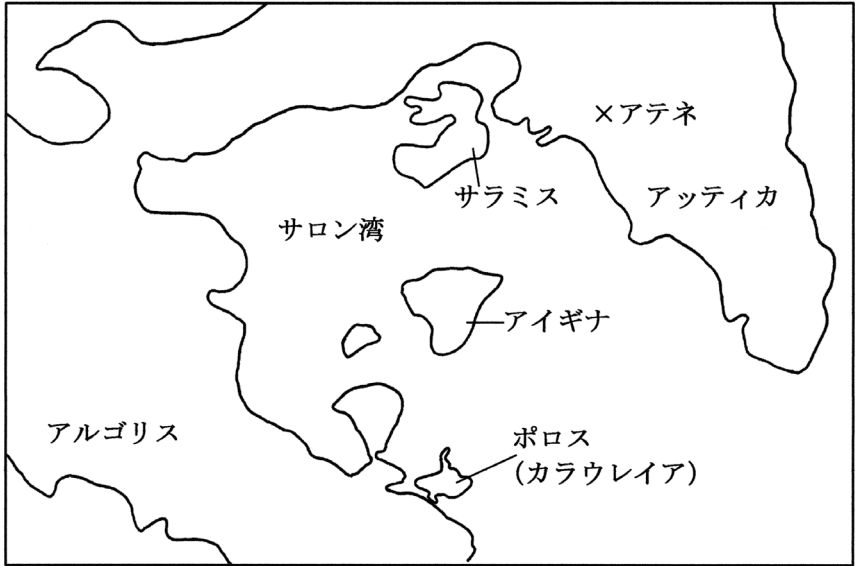 ×アテネ
サラミス
アッティカ
サロン湾
アイギナ
アルゴリス
ポロス
(カラウレイア)